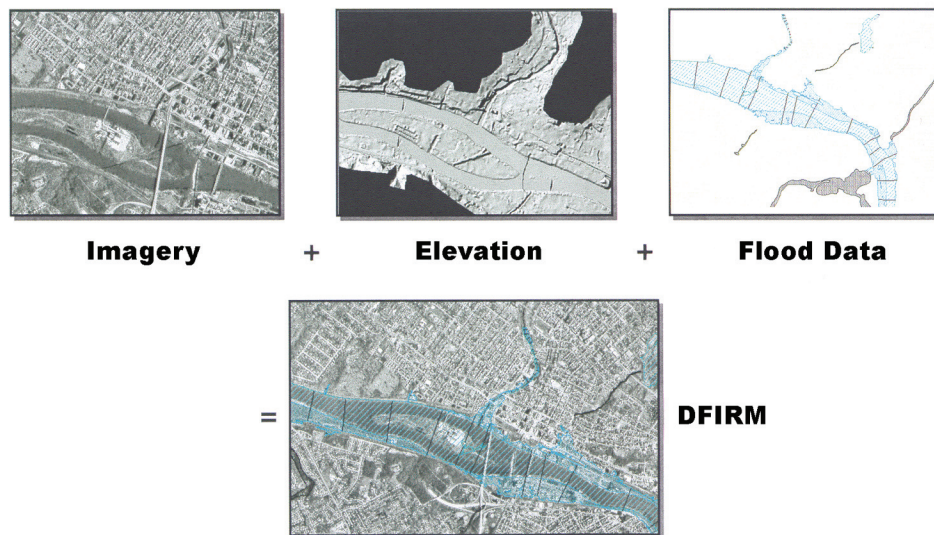 Imagery + Elevation + Flood Data
= DFIRM